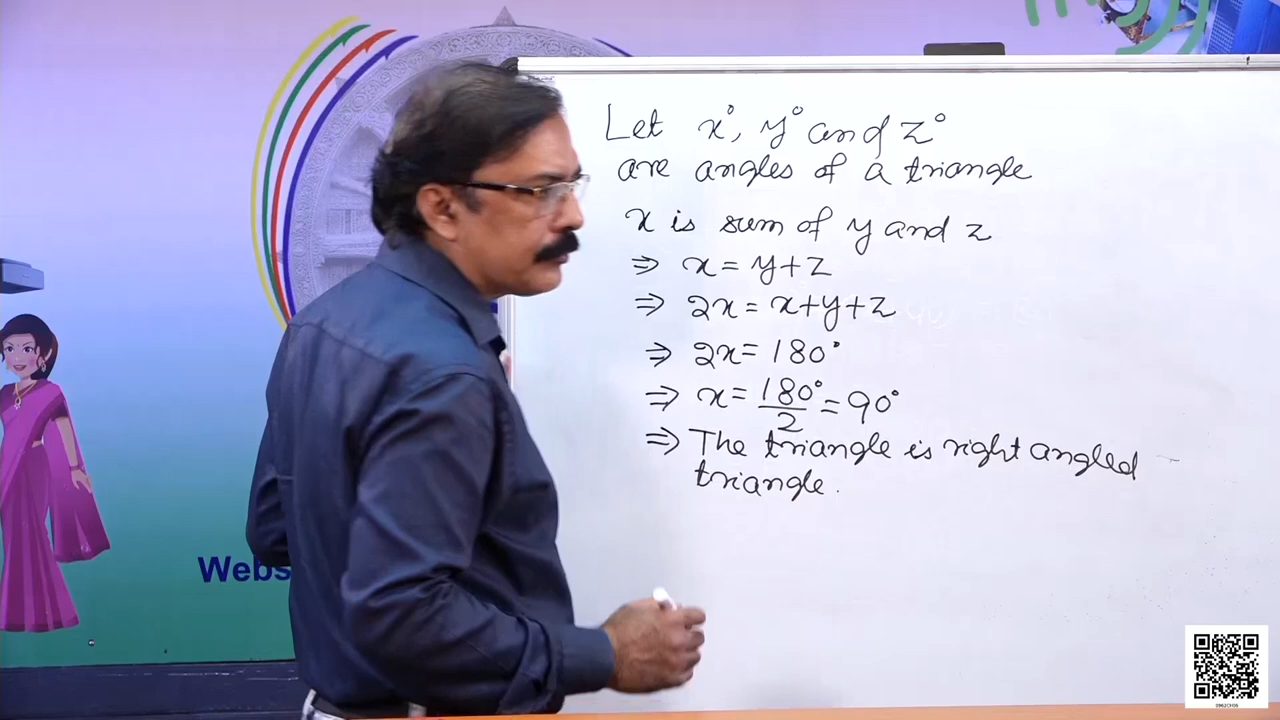 Let x°, y° and z°
are angles of a triangle
x is sum of y and z
⇒ x = y+z
⇒ 2x = x+y+z
⇒ 2x = 180°
⇒ x = 180°/2 = 90°
⇒ The triangle is right angled
triangle.
Webs
0962CH06